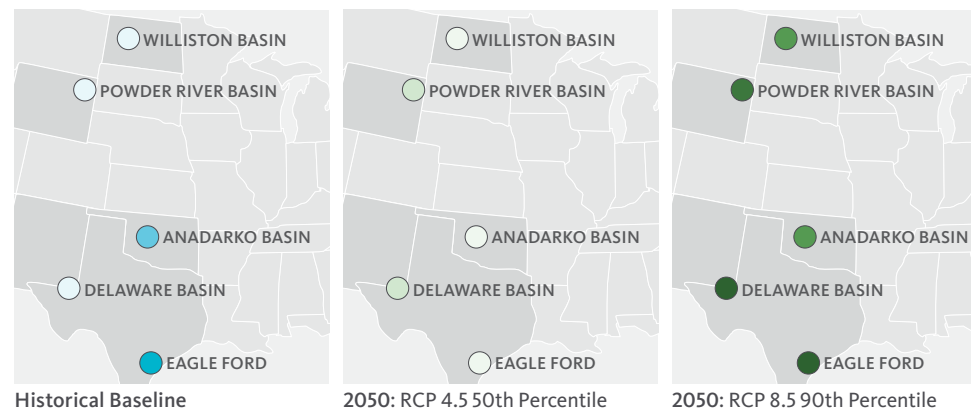 WILLISTON BASIN
POWDER RIVER BASIN
ANADARKO BASIN
DELAWARE BASIN
EAGLE FORD
Historical Baseline
WILLISTON BASIN
POWDER RIVER BASIN
ANADARKO BASIN
DELAWARE BASIN
EAGLE FORD
2050: RCP 4.5 50th Percentile
WILLISTON BASIN
POWDER RIVER BASIN
ANADARKO BASIN
DELAWARE BASIN
EAGLE FORD
2050: RCP 8.5 90th Percentile